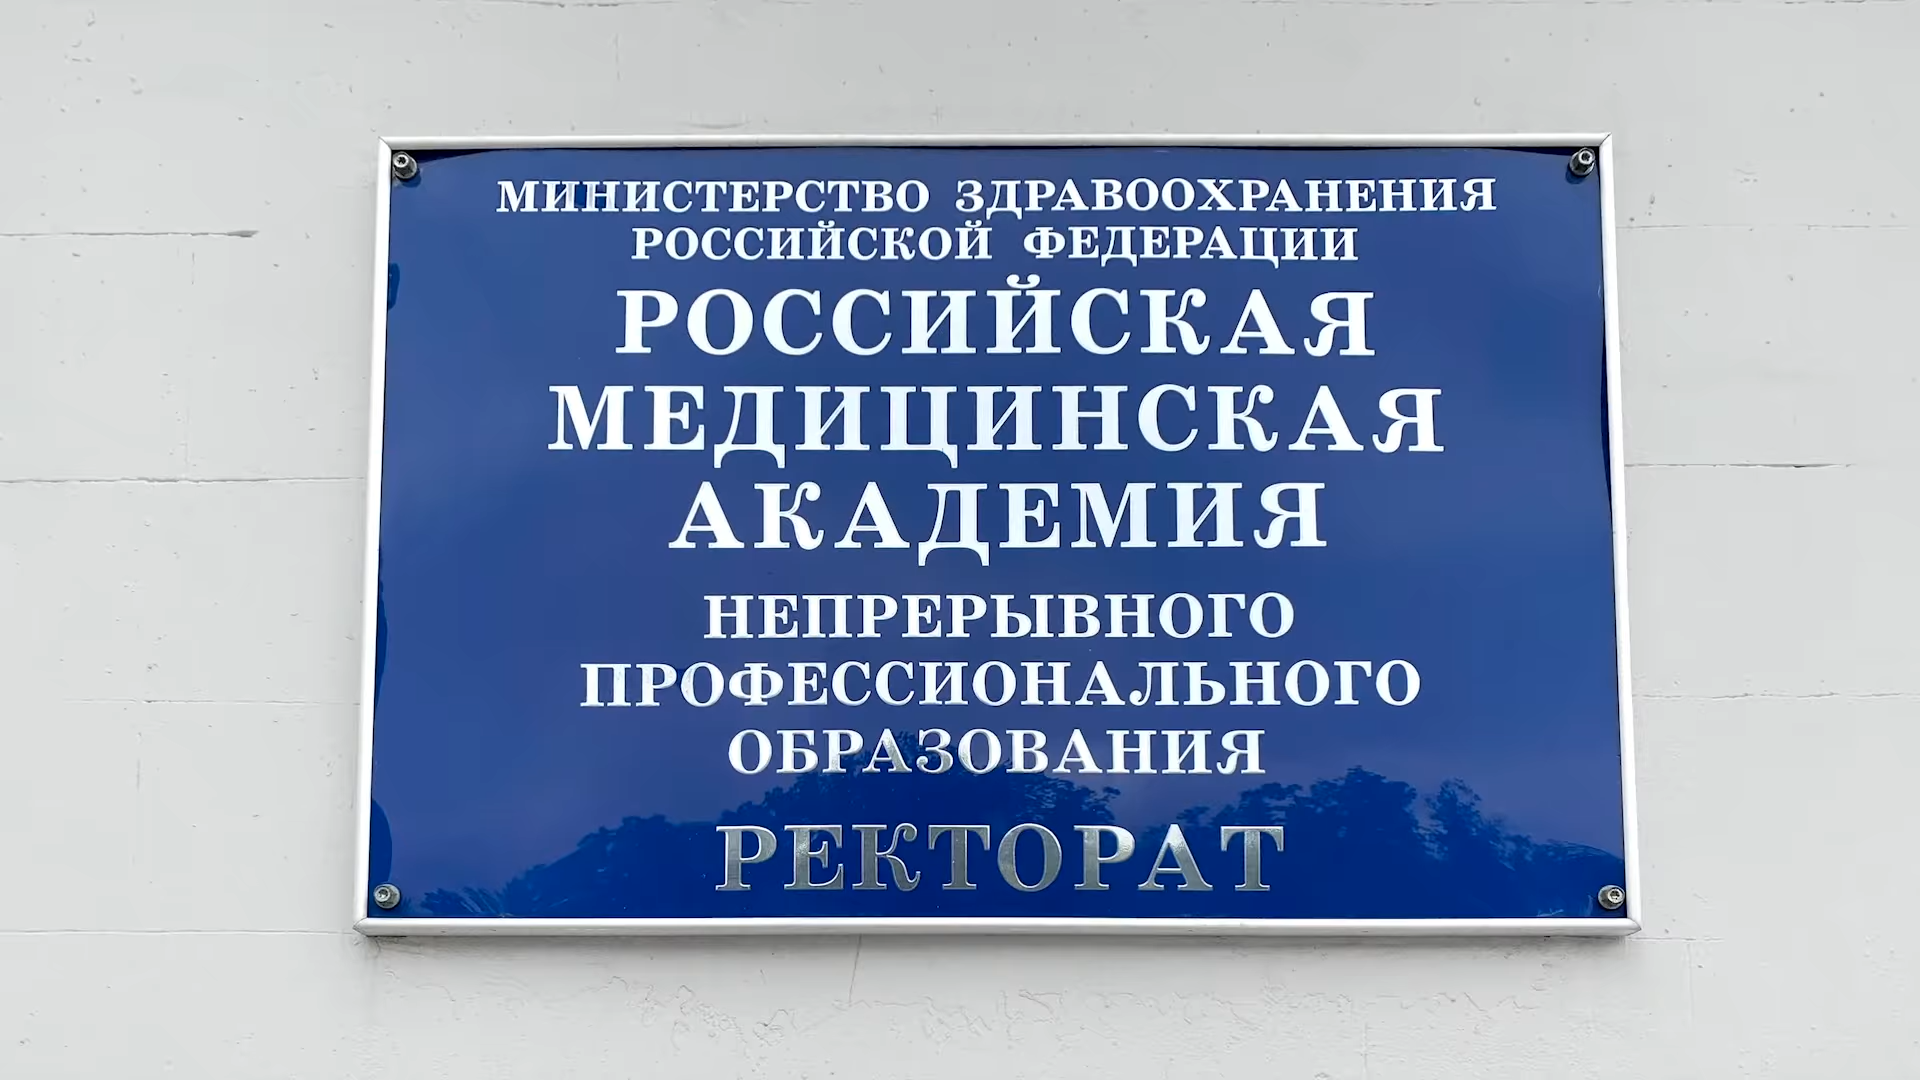 МИНИСТЕРСТВО ЗДРАВООХРАНЕНИЯ
РОССИЙСКОЙ ФЕДЕРАЦИИ
РОССИЙСКАЯ
МЕДИЦИНСКАЯ
АКАДЕМИЯ
НЕПРЕРЫВНОГО
ПРОФЕССИОНАЛЬНОГО
ОБРАЗОВАНИЯ
РЕКТОРАТ